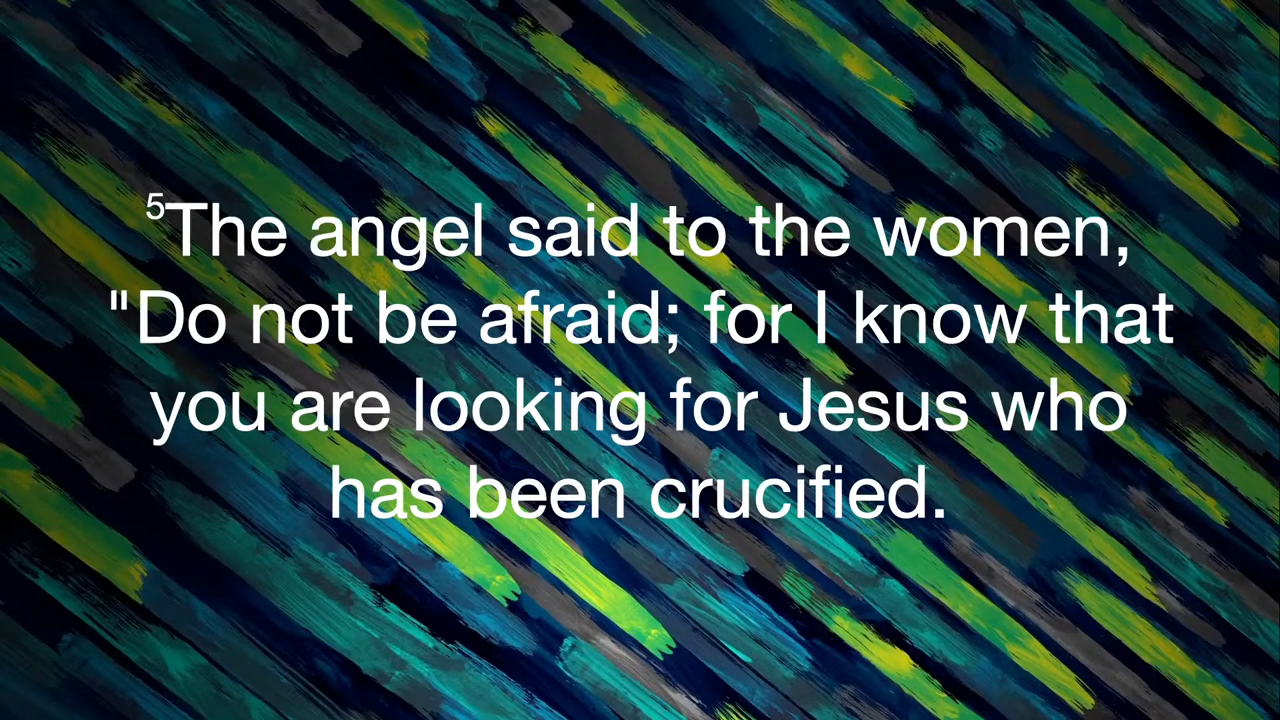 ⁵The angel said to the women,
"Do not be afraid; for I know that
you are looking for Jesus who
has been crucified.